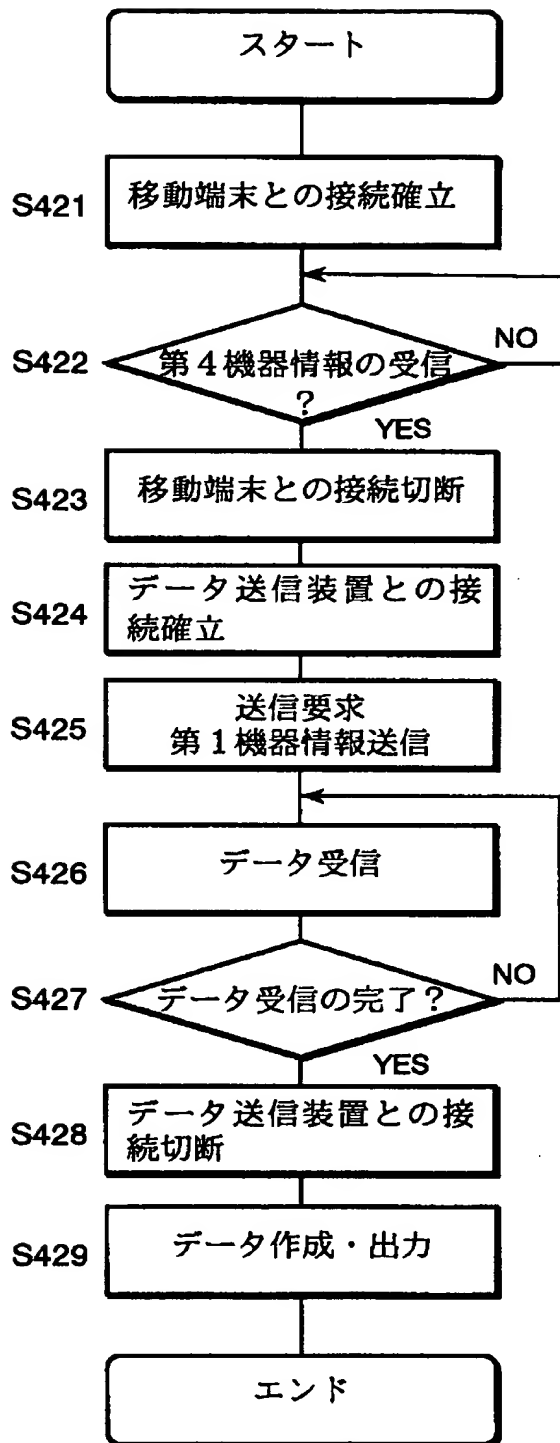 スタート
S421
移動端末との接続確立
S422
第4機器情報の受信
?
NO
YES
S423
移動端末との接続切断
S424
データ送信装置との接
続確立
S425
送信要求
第1機器情報送信
S426
データ受信
S427
データ受信の完了?
NO
YES
S428
データ送信装置との接
続切断
S429
データ作成・出力
エンド